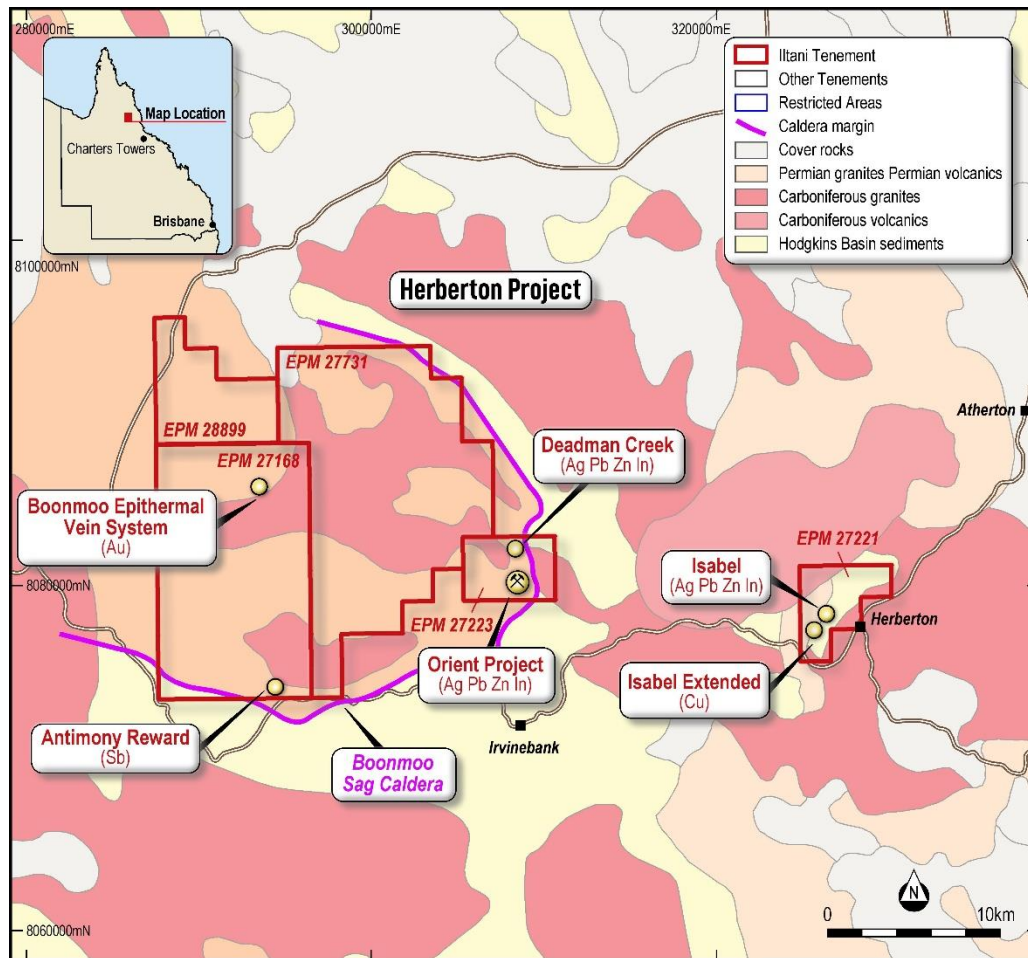 280000mE
300000mE
320000mE
Map Location
Charters Towers
Brisbane
Iltani Tenement
Other Tenements
Restricted Areas
Caldera margin
Cover rocks
Permian granites Permian volcanics
Carboniferous granites
Carboniferous volcanics
Hodgkins Basin sediments
8100000mN
Herberton Project
EPM 27731
Atherton
EPM 28899
EPM 27168
Deadman Creek
(Ag Pb Zn In)
Boonmoo Epithermal
Vein System
(Au)
EPM 27221
Isabel
(Ag Pb Zn In)
8080000mN
EPM 27223
Herberton
Orient Project
(Ag Pb Zn In)
Isabel Extended
(Cu)
Antimony Reward
(Sb)
Irvinebank
Boonmoo
Sag Caldera
N
0
10km
8060000mN